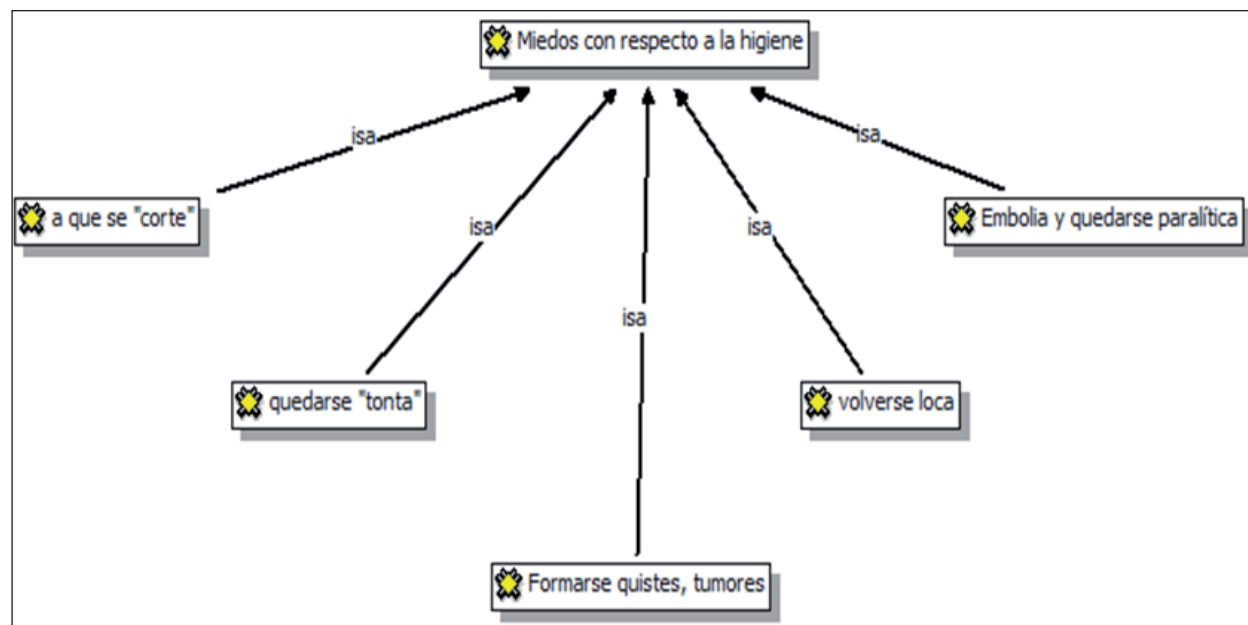 Miedos con respecto a la higiene
isa
isa
a que se "corte"
Embolia y quedarse paralítica
isa
isa
isa
quedarse "tonta"
volverse loca
Formarse quistes, tumores